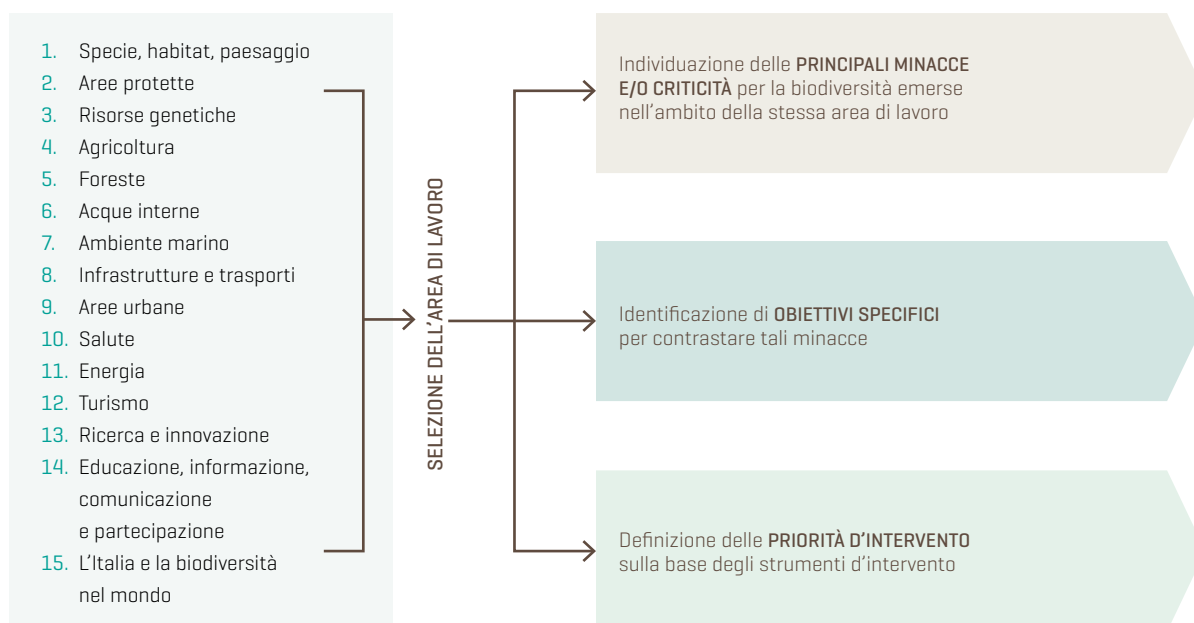 1. Specie, habitat, paesaggio
2. Aree protette
3. Risorse genetiche
4. Agricoltura
5. Foreste
6. Acque interne
7. Ambiente marino
8. Infrastrutture e trasporti
9. Aree urbane
10. Salute
11. Energia
12. Turismo
13. Ricerca e innovazione
14. Educazione, informazione,
comunicazione
e partecipazione
15. L'Italia e la biodiversità
nel mondo
SELEZIONE DELL'AREA DI LAVORO
Individuazione delle PRINCIPALI MINACCE
E/O CRITICITÀ per la biodiversità emerse
nell'ambito della stessa area di lavoro
Identificazione di OBIETTIVI SPECIFICI
per contrastare tali minacce
Definizione delle PRIORITÀ D'INTERVENTO
sulla base degli strumenti d'intervento